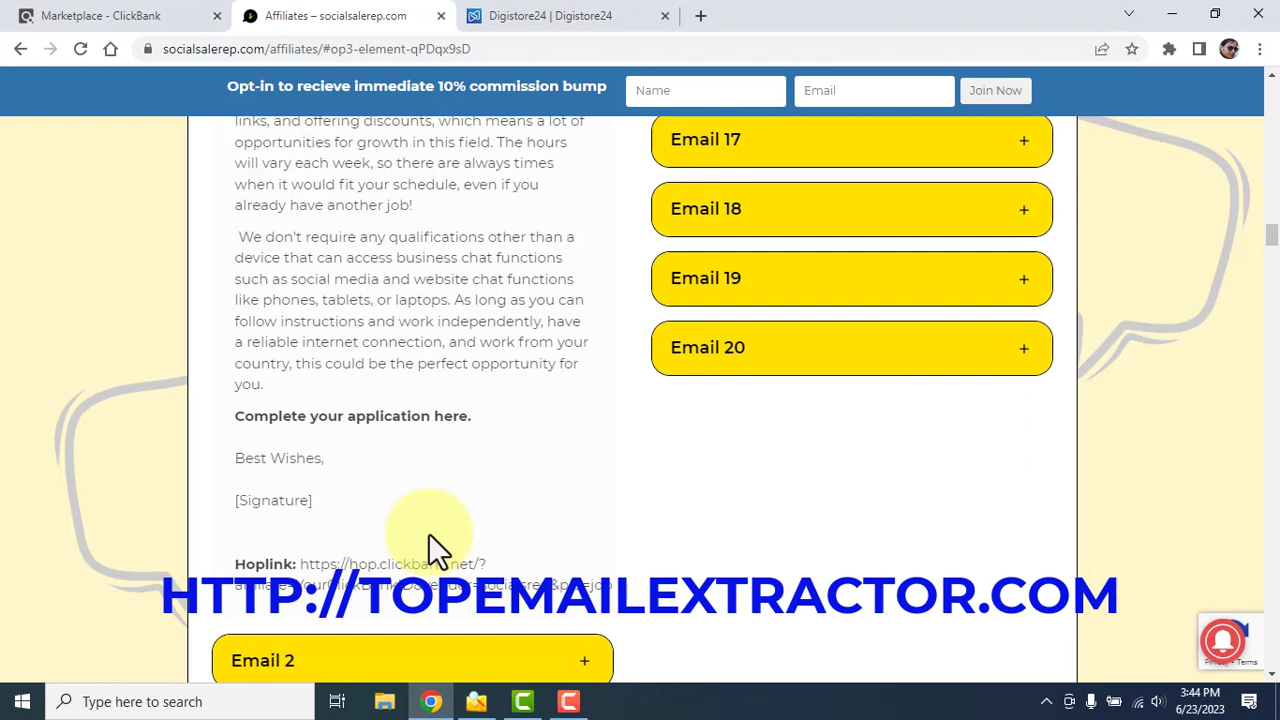 Marketplace - ClickBank
Affiliates – socialsalerep.com
Digistore24 | Digistore24
socialsalerep.com/affiliates/#op3-element-qPDqx9sD
Opt-in to recieve immediate 10% commission bump
Name
Email
Join Now
links, and offering discounts, which means a lot of
opportunities for growth in this field. The hours
will vary each week, so there are always times
when it would fit your schedule, even if you
already have another job!
We don't require any qualifications other than a
device that can access business chat functions
such as social media and website chat functions
like phones, tablets, or laptops. As long as you can
follow instructions and work independently, have
a reliable internet connection, and work from your
country, this could be the perfect opportunity for
you.
Complete your application here.
Best Wishes,
[Signature]
Hoplink: https://hop.clickbank.net/?
HTTP://TOPEMAILEXTRACTOR.COM
Email 2
Email 17
Email 18
Email 19
Email 20
Type here to search
3:44 PM
6/23/2023